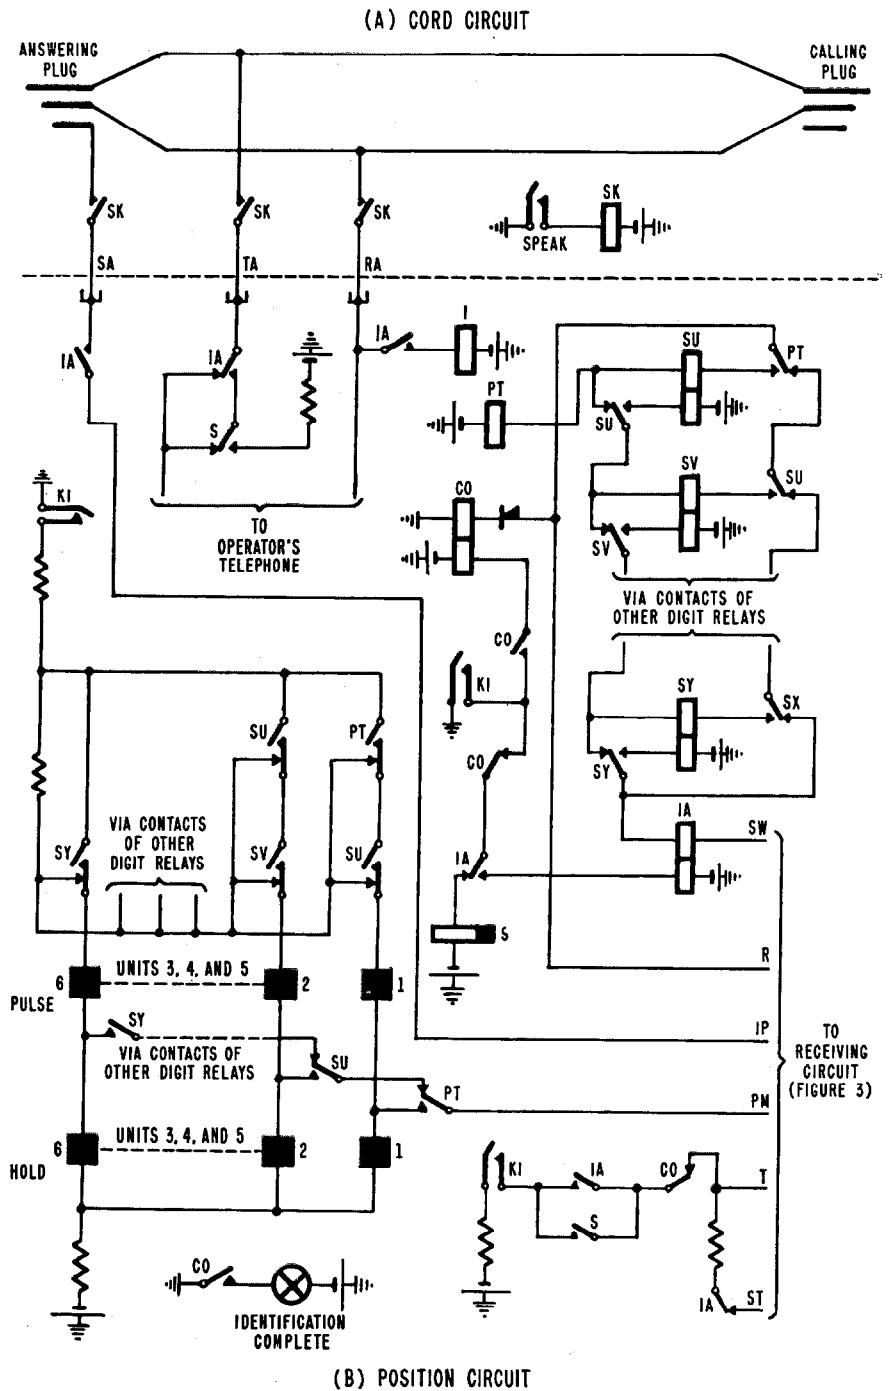 (A) CORD CIRCUIT
ANSWERING
PLUG
CALLING
PLUG
SK
SK
SK
SPEAK
SK
SA
TA
RA
IA
IA
S
IA
I
PT
SU
PT
SU
SV
SU
SV
CO
KI
TO
OPERATOR'S
TELEPHONE
VIA CONTACTS OF
OTHER DIGIT RELAYS
CO
KI
CO
SY
SX
SY
IA
SW
IA
S
SU
PT
VIA CONTACTS
OF OTHER
DIGIT RELAYS
SY
SV
SU
R
PULSE
6
UNITS 3, 4, AND 5
2
1
SY
VIA CONTACTS OF
OTHER DIGIT RELAYS
SU
PT
IP
PM
TO
RECEIVING
CIRCUIT
(FIGURE 3)
HOLD
6
UNITS 3, 4, AND 5
2
1
KI
IA
CO
T
S
CO
IDENTIFICATION
COMPLETE
IA
ST
(B) POSITION CIRCUIT